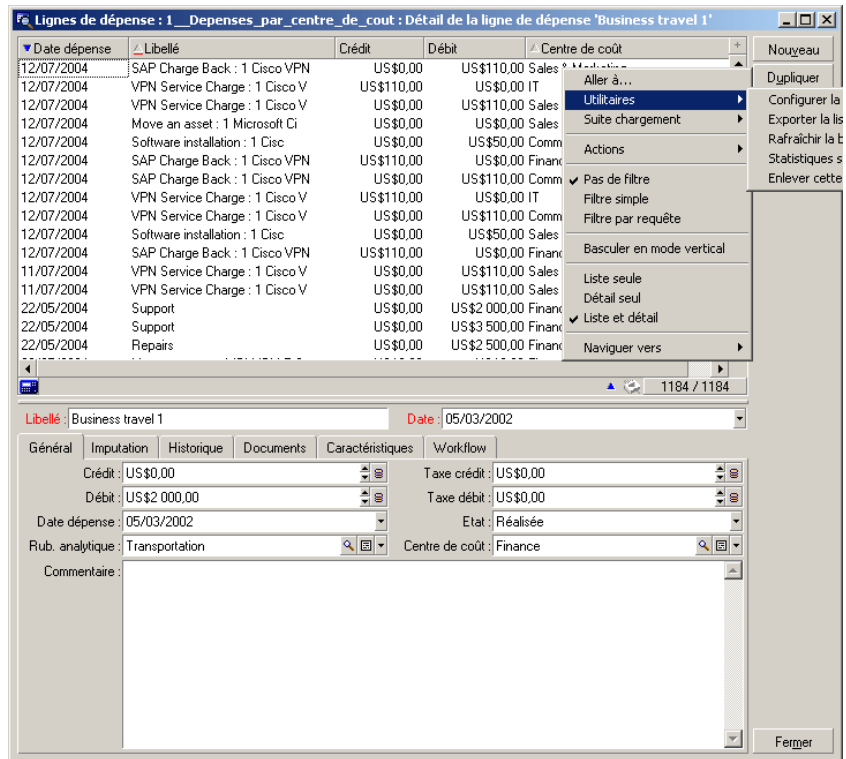 Lignes de dépense : 1__Depenses_par_centre_de_cout : Détail de la ligne de dépense 'Business travel 1'
Date dépense Libellé Crédit Débit Centre de coût +
12/07/2004 SAP Charge Back : 1 Cisco VPN US$0,00 US$110,00 Sales & Marketing
12/07/2004 VPN Service Charge : 1 Cisco V US$110,00 US$0,00 IT
12/07/2004 VPN Service Charge : 1 Cisco V US$0,00 US$110,00 Sales
12/07/2004 Move an asset : 1 Microsoft Ci US$0,00 US$0,00 Sales
12/07/2004 Software installation : 1 Cisc US$0,00 US$50,00 Comm
12/07/2004 SAP Charge Back : 1 Cisco VPN US$110,00 US$0,00 Financ
12/07/2004 SAP Charge Back : 1 Cisco VPN US$0,00 US$110,00 Comm
12/07/2004 VPN Service Charge : 1 Cisco V US$110,00 US$0,00 IT
12/07/2004 VPN Service Charge : 1 Cisco V US$0,00 US$110,00 Comm
12/07/2004 Software installation : 1 Cisc US$0,00 US$50,00 Sales
12/07/2004 SAP Charge Back : 1 Cisco VPN US$110,00 US$0,00 Financ
11/07/2004 VPN Service Charge : 1 Cisco V US$0,00 US$110,00 Sales
11/07/2004 VPN Service Charge : 1 Cisco V US$0,00 US$110,00 Sales
22/05/2004 Support US$0,00 US$2 000,00 Financ
22/05/2004 Support US$0,00 US$3 500,00 Financ
22/05/2004 Repairs US$0,00 US$2 500,00 Financ
Aller à...
Utilitaires
Suite chargement
Actions
Pas de filtre
Filtre simple
Filtre par requête
Basculer en mode vertical
Liste seule
Détail seul
Liste et détail
Naviguer vers
Nouveau
Dupliquer
Configurer la
Exporter la lis
Rafraîchir la b
Statistiques s
Enlever cette
1184 / 1184
Libellé : Business travel 1 Date : 05/03/2002
Général Imputation Historique Documents Caractéristiques Workflow
Crédit : US$0,00 Taxe crédit : US$0,00
Débit : US$2 000,00 Taxe débit : US$0,00
Date dépense : 05/03/2002 Etat : Réalisée
Rub. analytique : Transportation Centre de coût : Finance
Commentaire :
Fermer